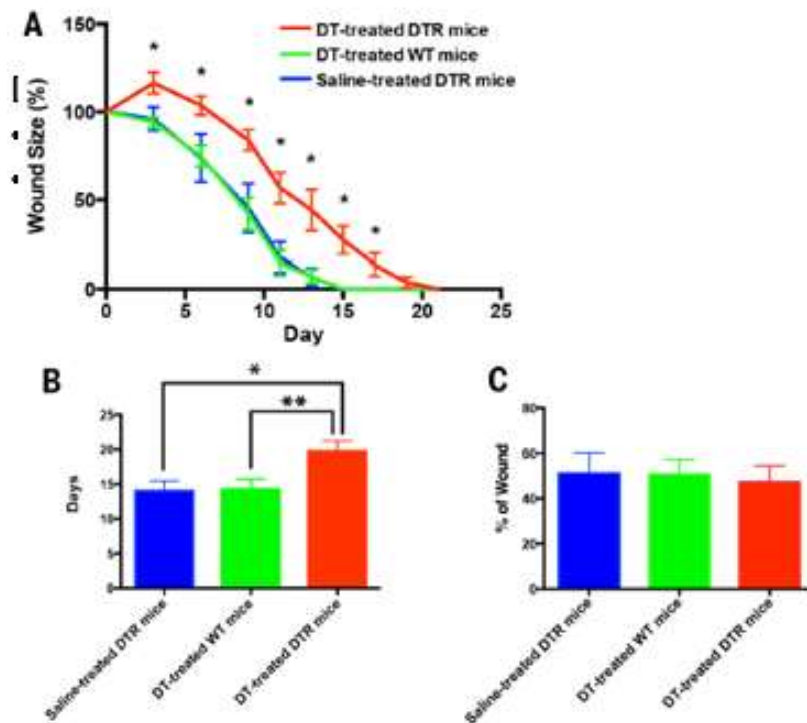 A
150
100
50
0
Wound Size (%)
* * * * * * *
DT-treated DTR mice
DT-treated WT mice
Saline-treated DTR mice
0 5 10 15 20 25
Day
B
25
20
15
10
5
0
Days
*
**
Saline-treated DTR mice
DT-treated WT mice
DT-treated DTR mice
C
80
60
40
20
0
% of Wound
Saline-treated DTR mice
DT-treated WT mice
DT-treated DTR mice